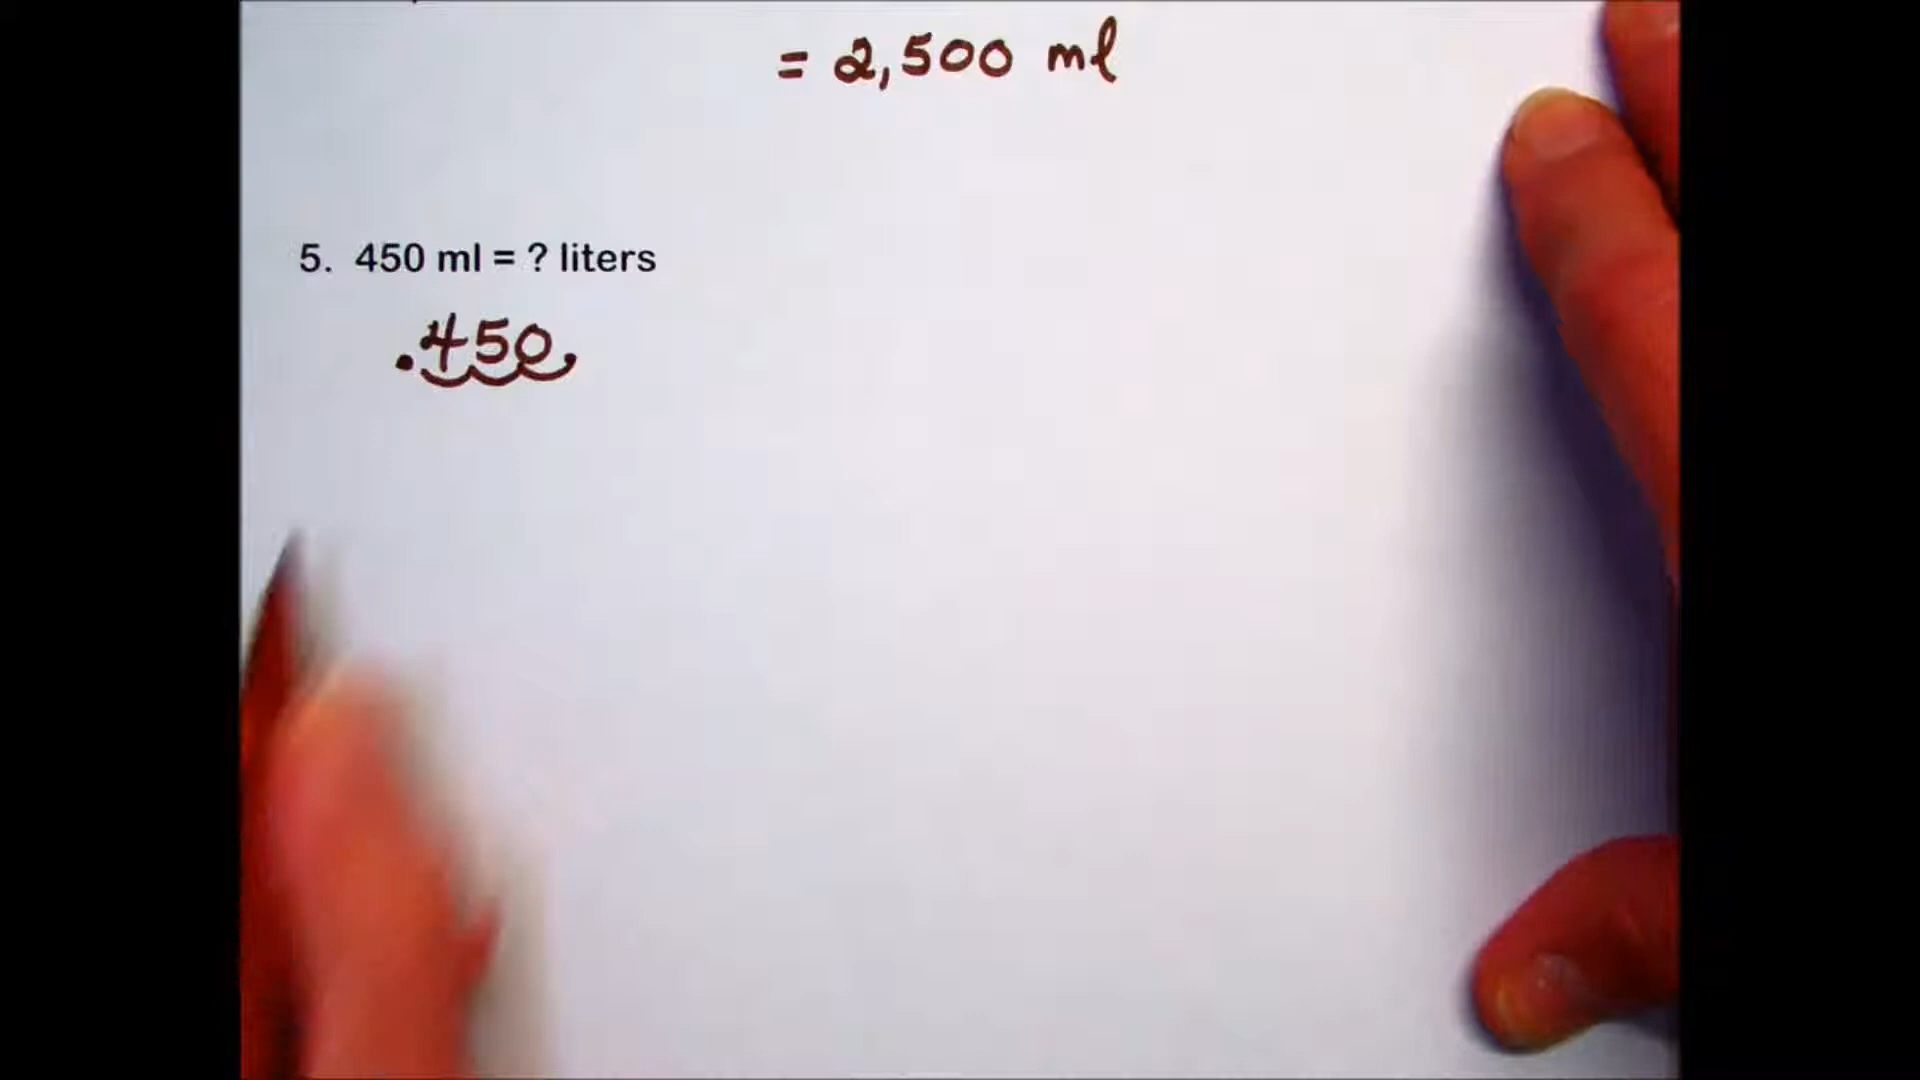 = 2,500 ml
5. 450 ml = ? liters
.450.